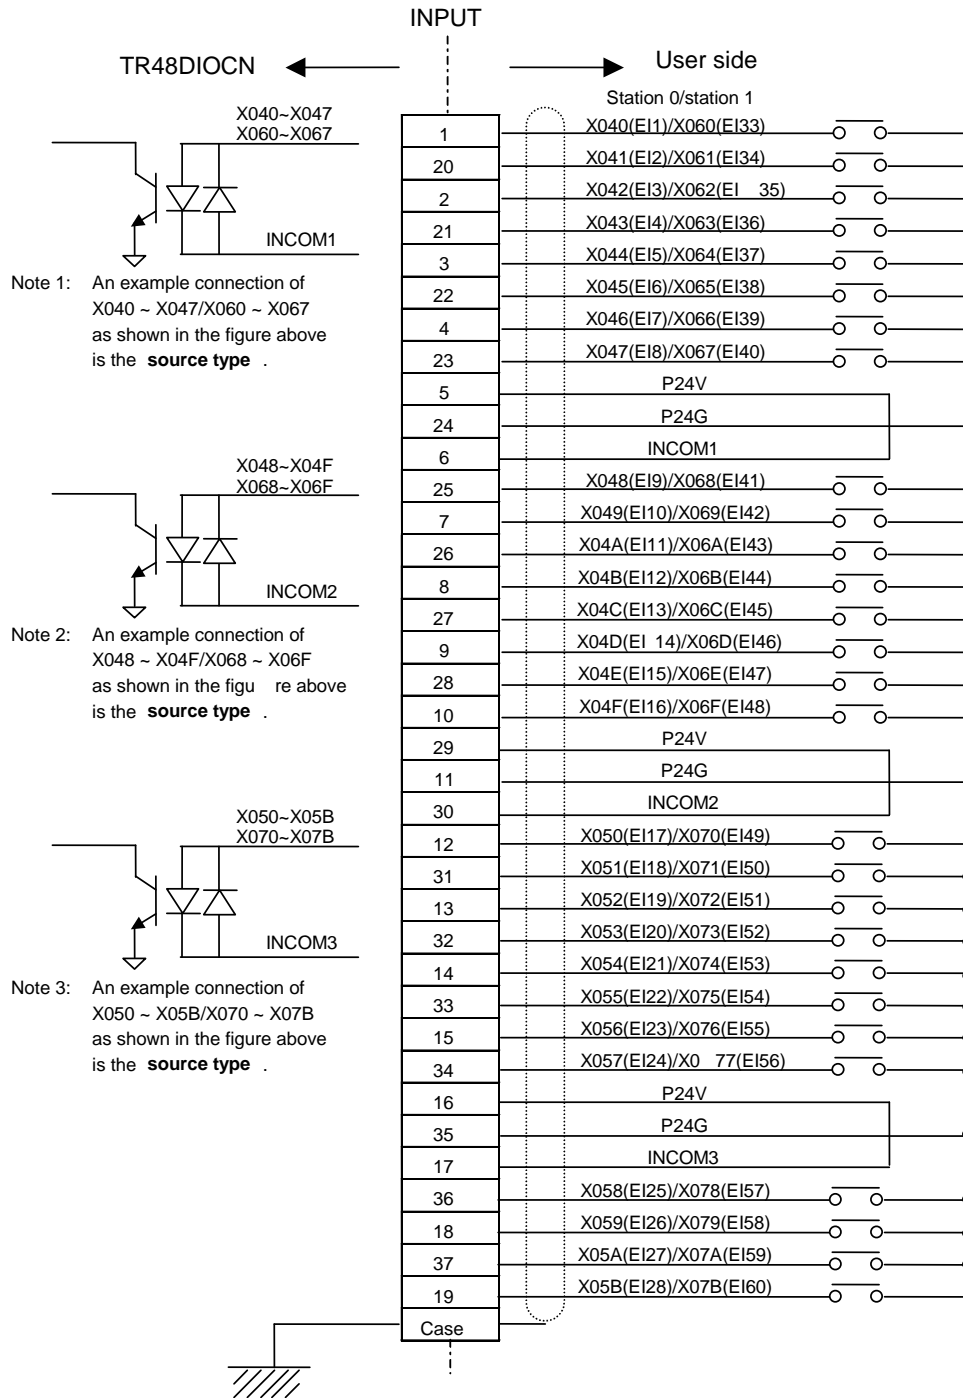 INPUT
TR48DIOCN
User side
Station 0/station 1
X040~X047
X060~X067
INCOM1
Note 1: An example connection of
X040 ~ X047/X060 ~ X067
as shown in the figure above
is the source type .
X048~X04F
X068~X06F
INCOM2
Note 2: An example connection of
X048 ~ X04F/X068 ~ X06F
as shown in the figu re above
is the source type .
X050~X05B
X070~X07B
INCOM3
Note 3: An example connection of
X050 ~ X05B/X070 ~ X07B
as shown in the figure above
is the source type .
1 X040(EI1)/X060(EI33)
20 X041(EI2)/X061(EI34)
2 X042(EI3)/X062(EI 35)
21 X043(EI4)/X063(EI36)
3 X044(EI5)/X064(EI37)
22 X045(EI6)/X065(EI38)
4 X046(EI7)/X066(EI39)
23 X047(EI8)/X067(EI40)
5 P24V
24 P24G
6 INCOM1
25 X048(EI9)/X068(EI41)
7 X049(EI10)/X069(EI42)
26 X04A(EI11)/X06A(EI43)
8 X04B(EI12)/X06B(EI44)
27 X04C(EI13)/X06C(EI45)
9 X04D(EI 14)/X06D(EI46)
28 X04E(EI15)/X06E(EI47)
10 X04F(EI16)/X06F(EI48)
29 P24V
11 P24G
30 INCOM2
12 X050(EI17)/X070(EI49)
31 X051(EI18)/X071(EI50)
13 X052(EI19)/X072(EI51)
32 X053(EI20)/X073(EI52)
14 X054(EI21)/X074(EI53)
33 X055(EI22)/X075(EI54)
15 X056(EI23)/X076(EI55)
34 X057(EI24)/X0 77(EI56)
16 P24V
35 P24G
17 INCOM3
36 X058(EI25)/X078(EI57)
18 X059(EI26)/X079(EI58)
37 X05A(EI27)/X07A(EI59)
19 X05B(EI28)/X07B(EI60)
Case